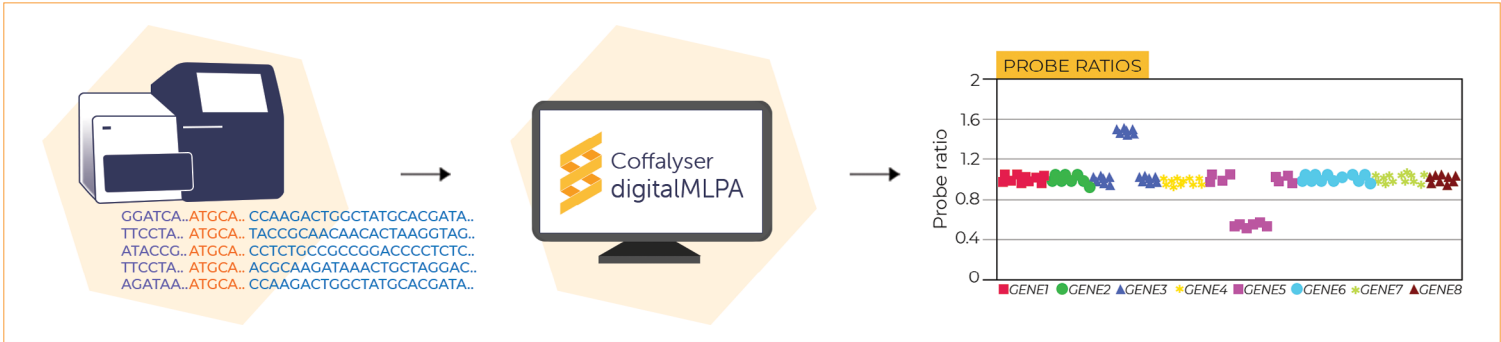 GGATCA..ATGCA.. CCAAGACTGGCTATGCACGATA..
TTCCTA.. ATGCA.. TACCGCAACAACACTAAGGTAG..
ATACCG..ATGCA.. CCTCTGCCGCCGGACCCCTCTC..
TTCCTA.. ATGCA.. ACGCAAGATAAACTGCTAGGAC..
AGATAA..ATGCA.. CCAAGACTGGCTATGCACGATA..
Coffalyser
digitalMLPA
PROBE RATIOS
Probe ratio
2
1.6
1.2
0.8
0.4
0
GENE1 GENE2 GENE3 GENE4 GENE5 GENE6 GENE7 GENE8